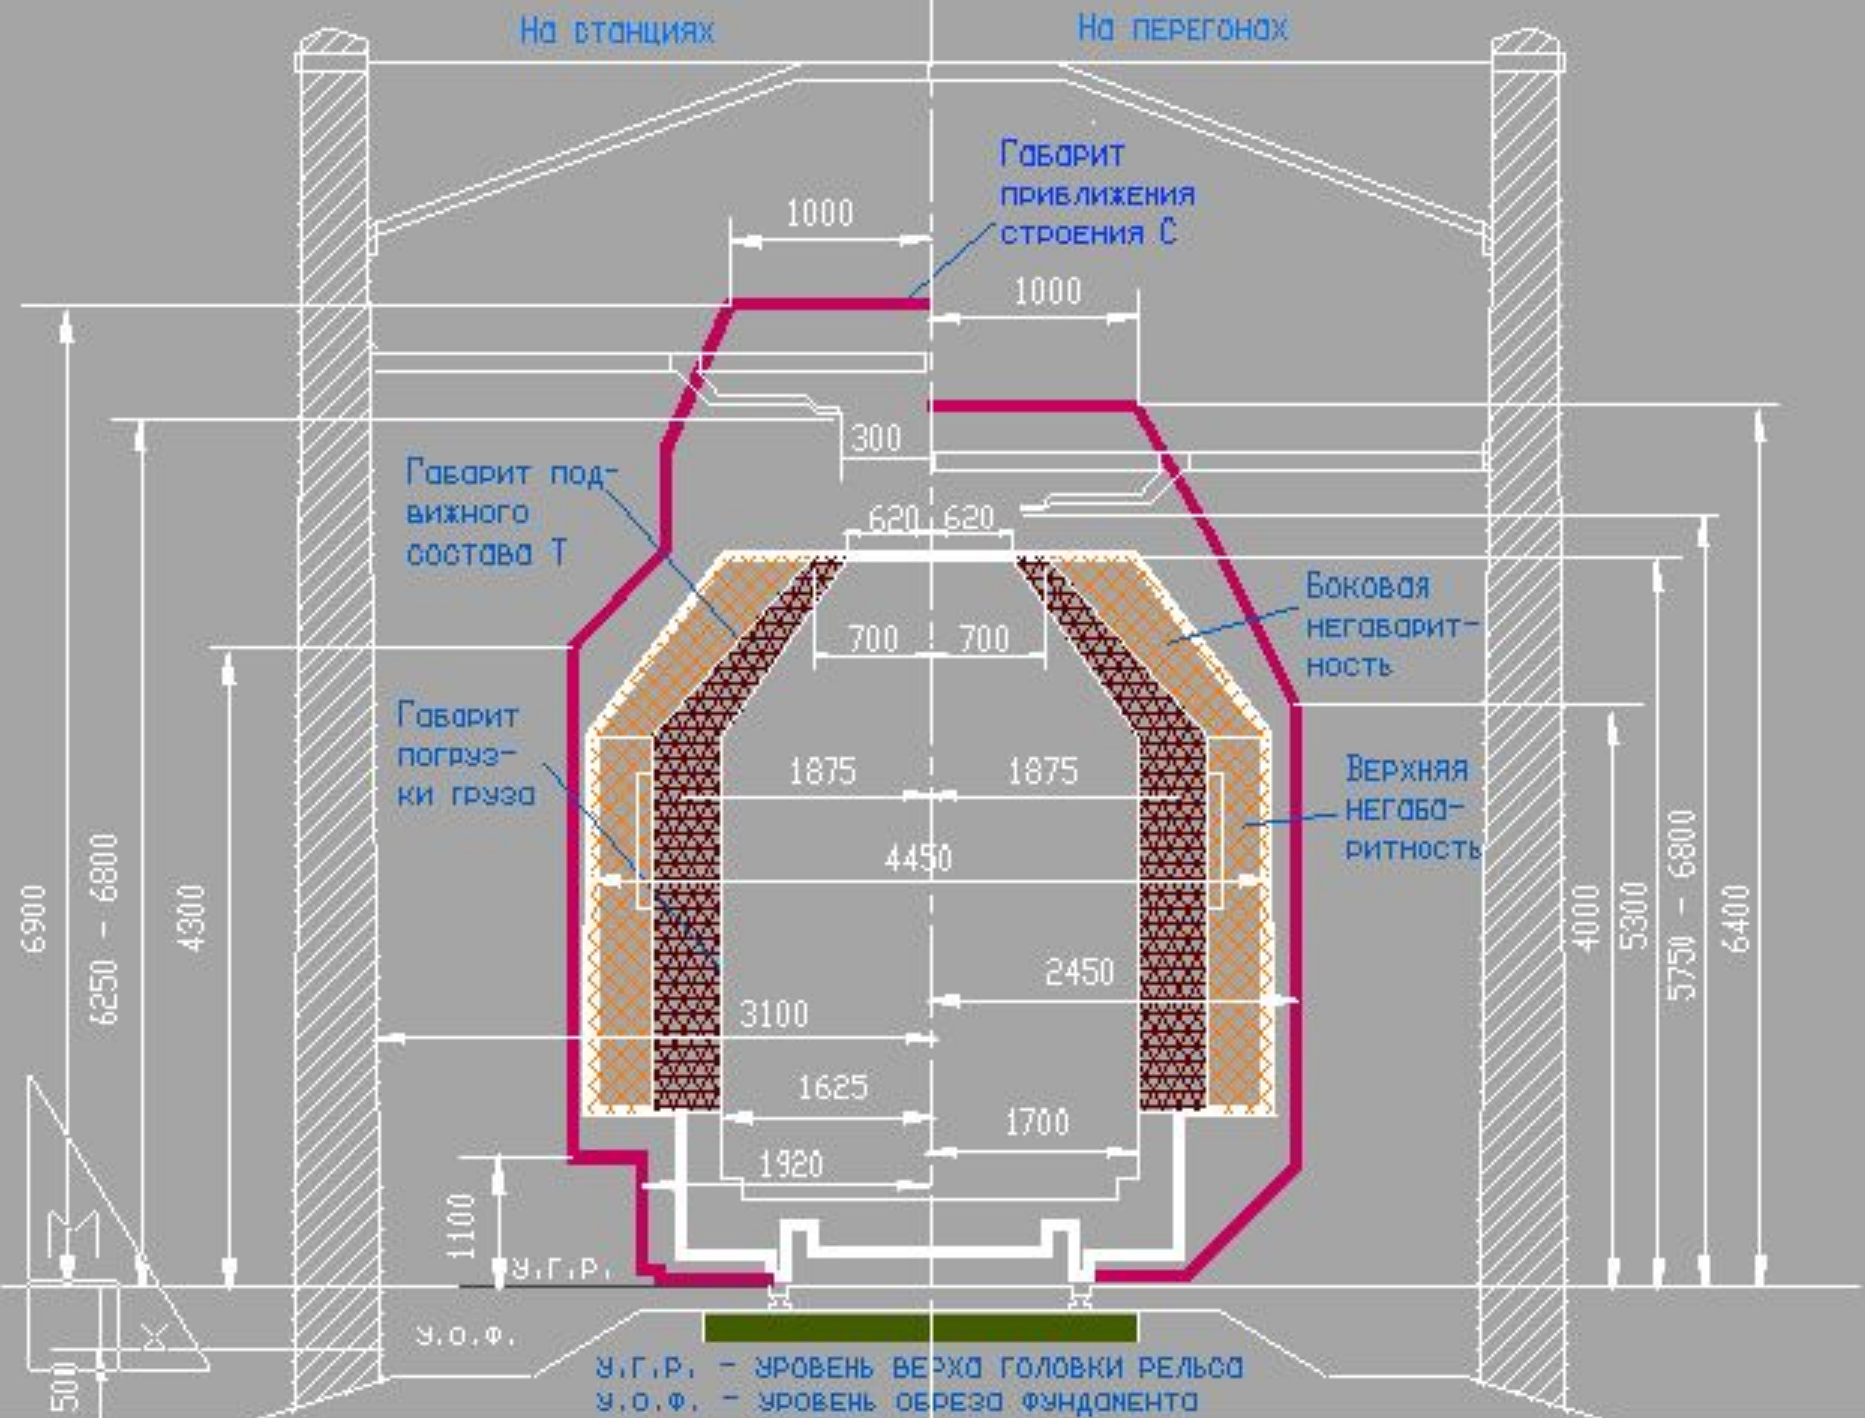 На станциях
На перегонах
Габарит
приближения
строения С
1000
1000
300
Габарит под-
вижного
состава Т
620 620
Боковая
негабарит-
ность
700 700
Габарит
погруз-
ки груза
1875 1875
Верхняя
негаба-
ритность
4450
6900
6250 - 6800
4300
4000
5300
5750 - 6800
6400
2450
3100
1625
1700
1920
1100
У.Г.Р.
М
Х
У.О.Ф.
500
У.Г.Р. - уровень верха головки рельса
У.О.Ф. - уровень обреза фундамента